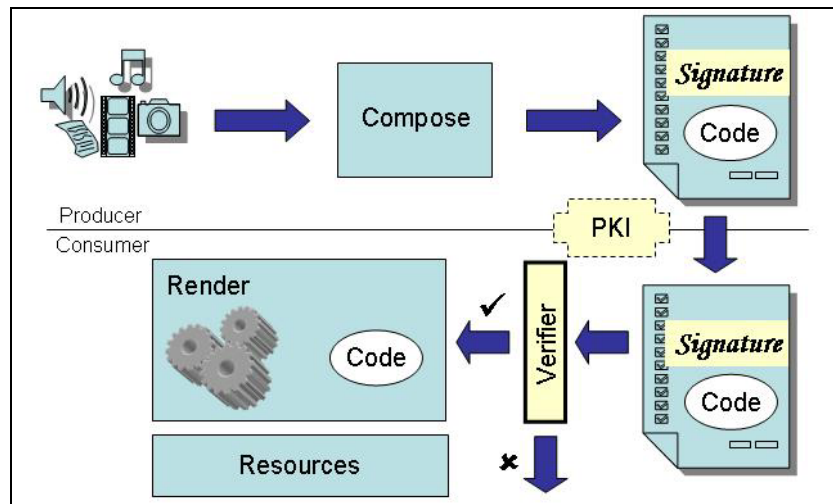 Compose
Signature
Code
Producer
Consumer
PKI
Render
Code
Verifier
Signature
Code
Resources